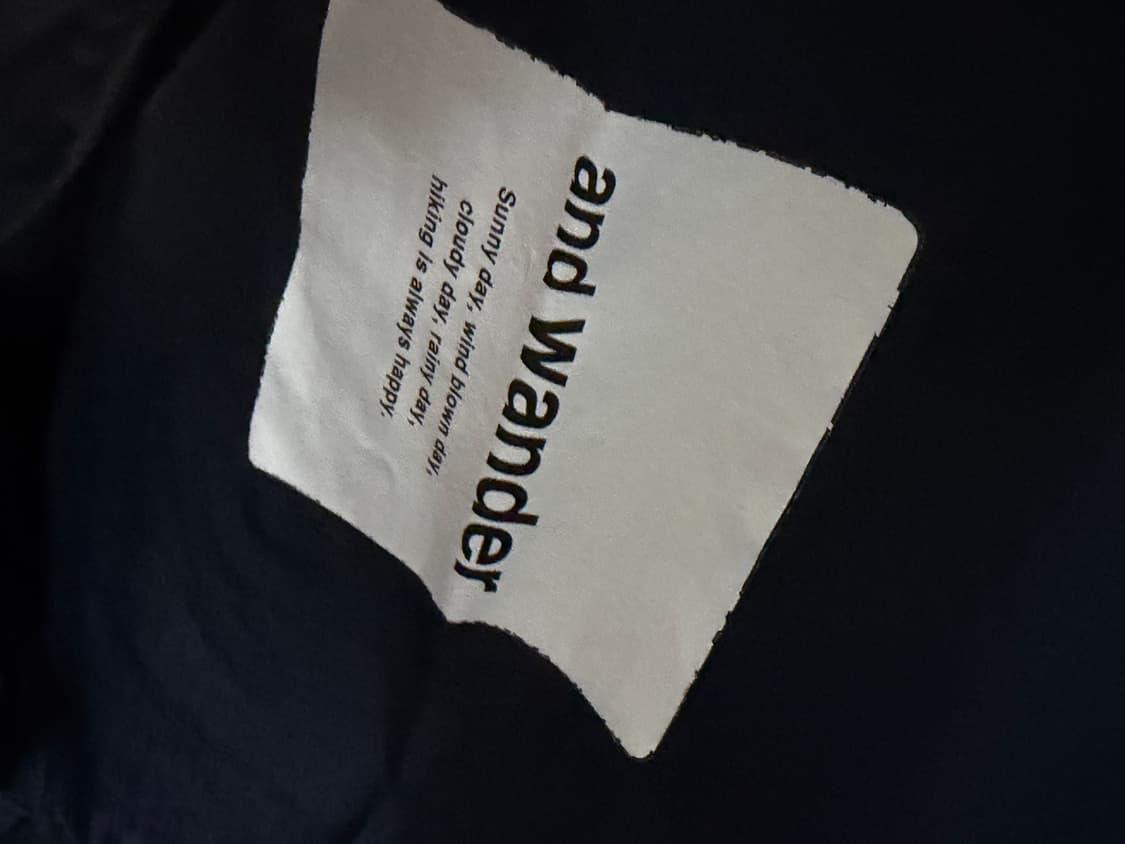 and wander
Sunny day, wind blown day,
cloudy day, rainy day,
hiking is always happy.